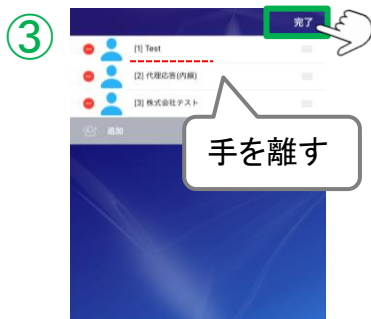 ③
完了
[1] Test
[2] 代理応答(内線)
[3] 株式会社テスト
追加
手を離す